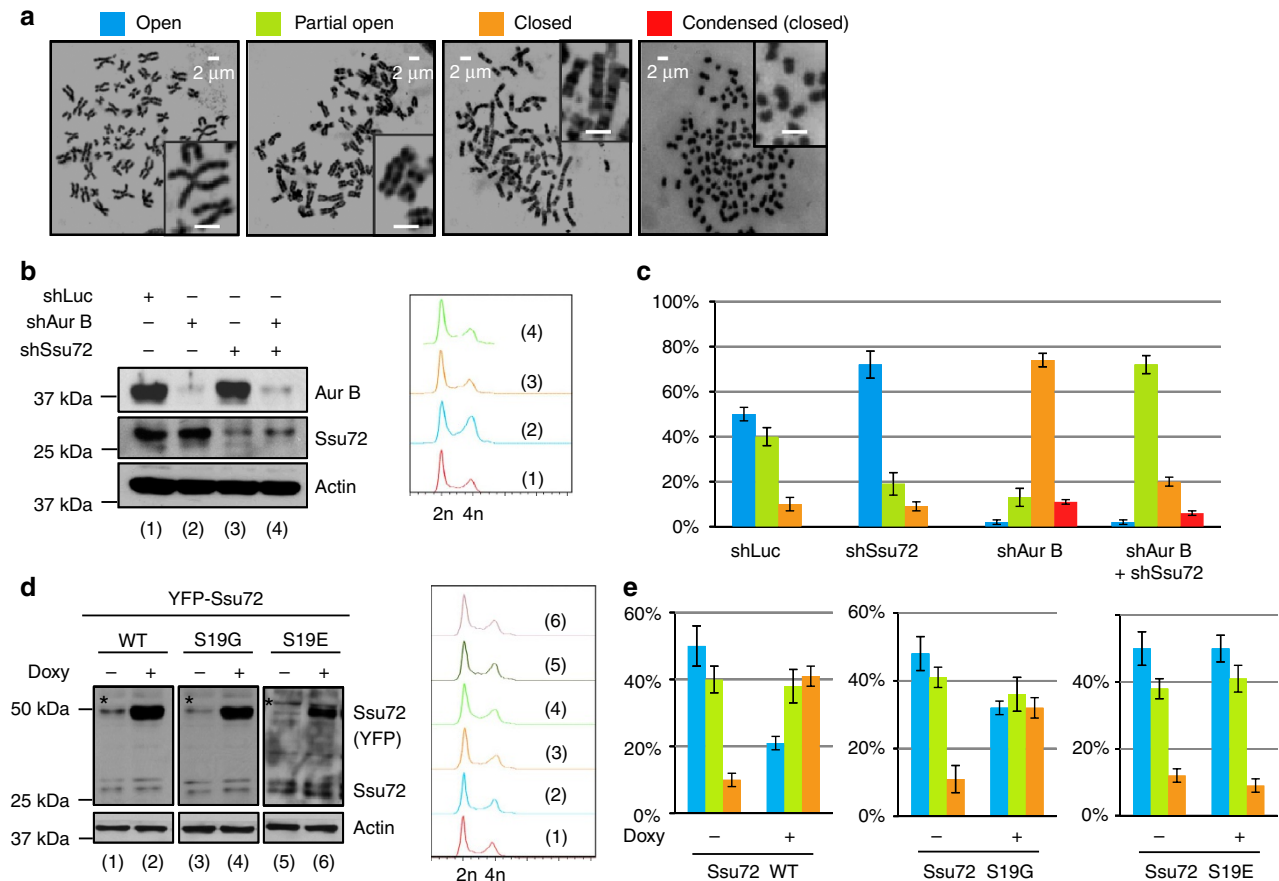 a
Open Partial open Closed Condensed (closed)
2 μm 2 μm 2 μm 2 μm
b
shLuc + – – –
shAur B – + – +
shSsu72 – – + +
37 kDa Aur B
25 kDa Ssu72
37 kDa Actin
(1) (2) (3) (4)
(4)
(3)
(2)
(1)
2n 4n
c
100%
80%
60%
40%
20%
0%
shLuc shSsu72 shAur B shAur B
+ shSsu72
d
YFP-Ssu72
WT S19G S19E
Doxy – + – + – +
* * *
50 kDa Ssu72
(YFP)
Ssu72
25 kDa
Actin
37 kDa
(1) (2) (3) (4) (5) (6)
(6)
(5)
(4)
(3)
(2)
(1)
2n 4n
e
60%
40%
20%
0%
Doxy – +
Ssu72 WT
60%
40%
20%
0%
– +
Ssu72 S19G
60%
40%
20%
0%
– +
Ssu72 S19E